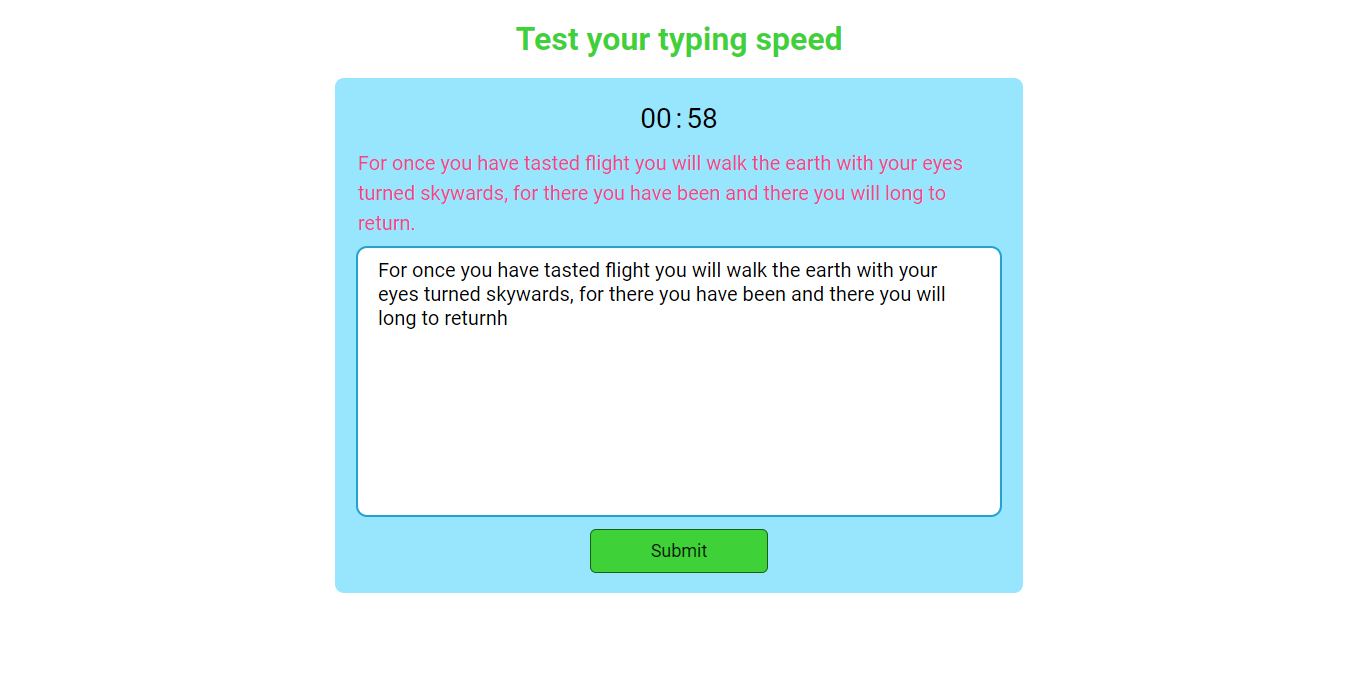 Test your typing speed
00:58
For once you have tasted flight you will walk the earth with your eyes
turned skywards, for there you have been and there you will long to
return.
For once you have tasted flight you will walk the earth with your
eyes turned skywards, for there you have been and there you will
long to returnh
Submit